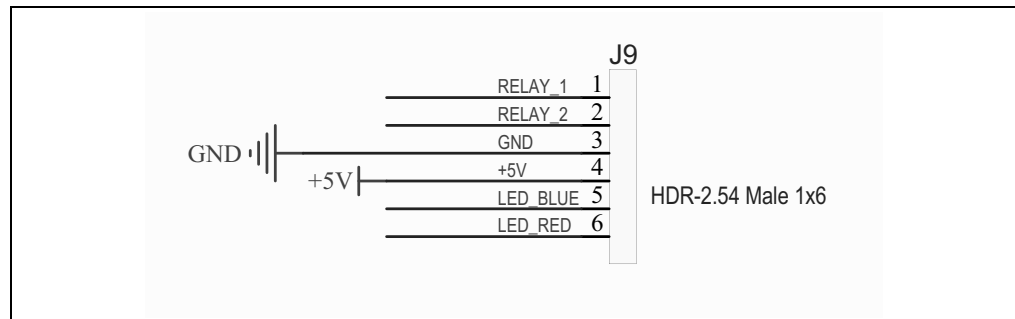 J9
RELAY_1 1
RELAY_2 2
GND GND 3
+5V +5V 4
LED_BLUE 5 HDR-2.54 Male 1x6
LED_RED 6